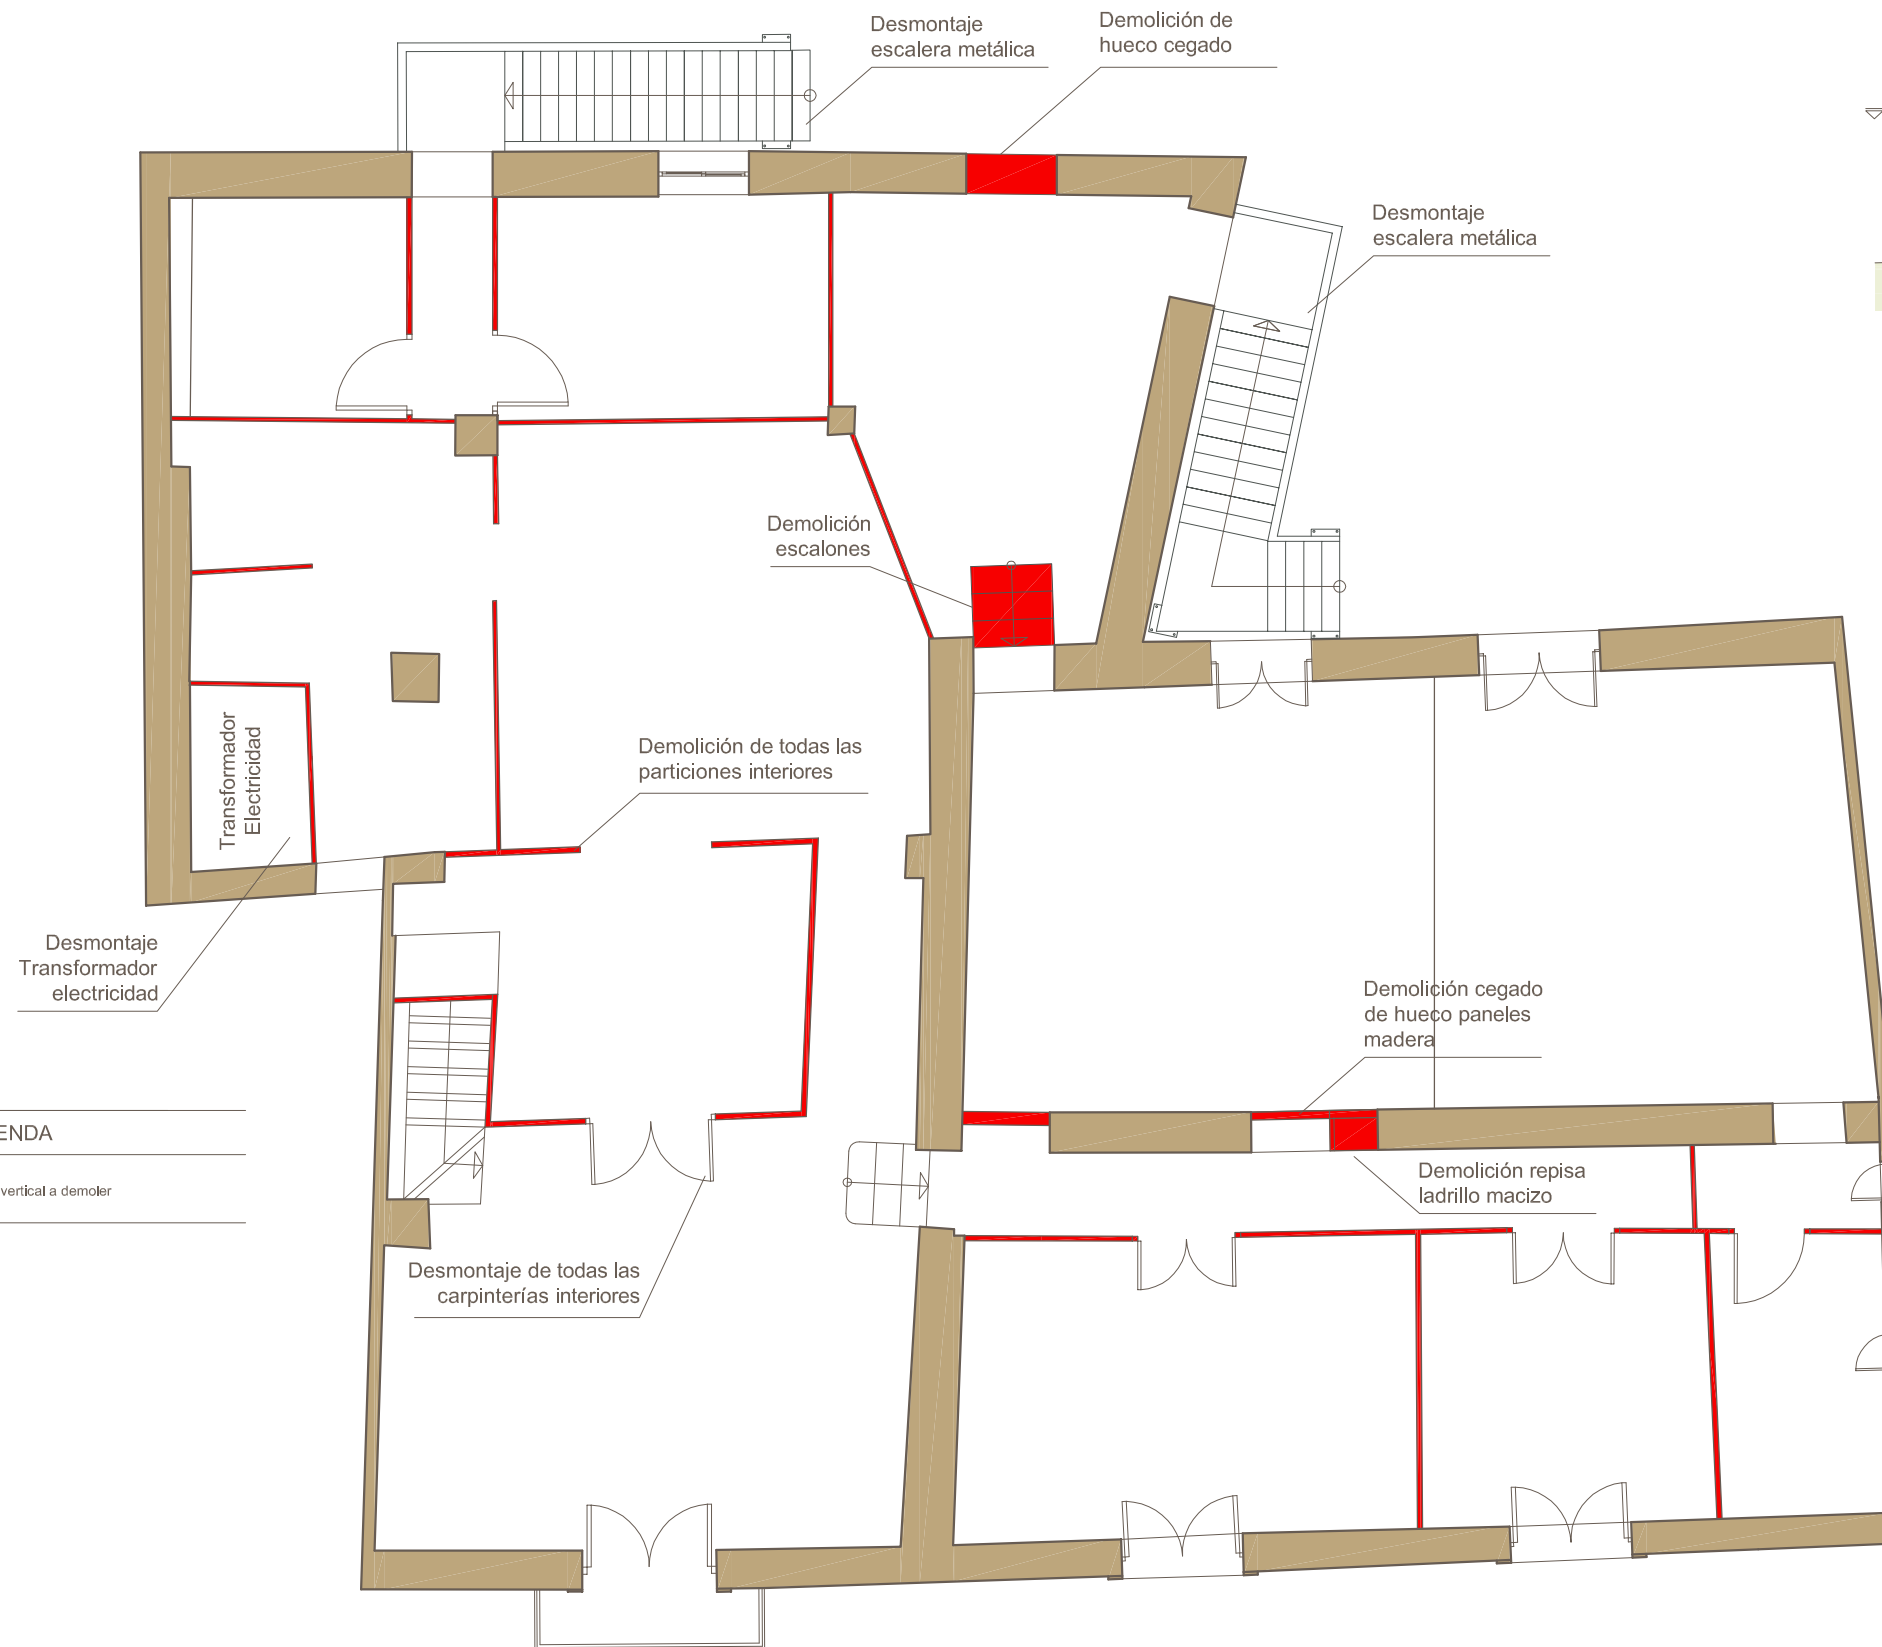 Desmontaje
escalera metálica
Demolición de
hueco cegado
Desmontaje
escalera metálica
Demolición
escalones
Transformador
Electricidad
Demolición de todas las
particiones interiores
Desmontaje
Transformador
electricidad
Demolición cegado
de hueco paneles
madera
ENDA
vertical a demoler
Demolición repisa
ladrillo macizo
Desmontaje de todas las
carpinterías interiores